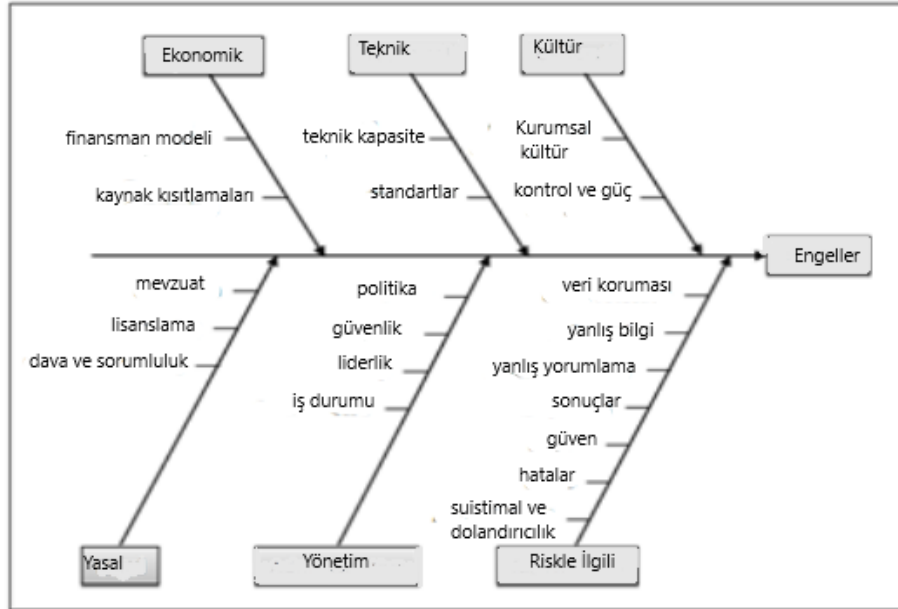 Ekonomik
Teknik
Kültür
finansman modeli
kaynak kısıtlamaları
teknik kapasite
standartlar
Kurumsal
kültür
kontrol ve güç
Engeller
mevzuat
lisanslama
dava ve sorumluluk
politika
güvenlik
liderlik
iş durumu
veri koruması
yanlış bilgi
yanlış yorumlama
sonuçlar
güven
hatalar
suistimal ve
dolandırıcılık
Yasal
Yönetim
Riskle İlgili